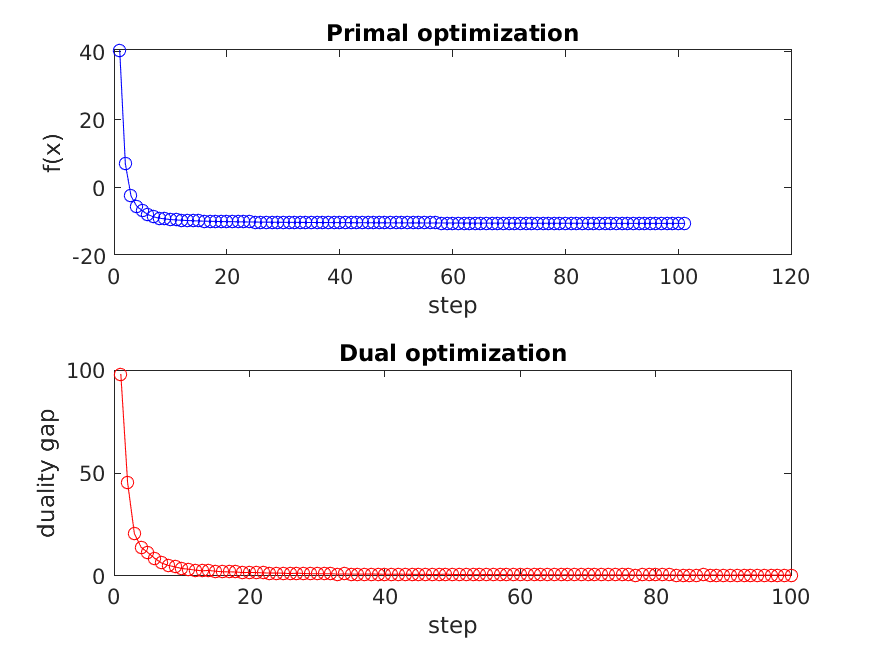 Primal optimization
40
20
0
-20
f(x)
0 20 40 60 80 100 120
step
Dual optimization
100
50
0
duality gap
0 20 40 60 80 100
step